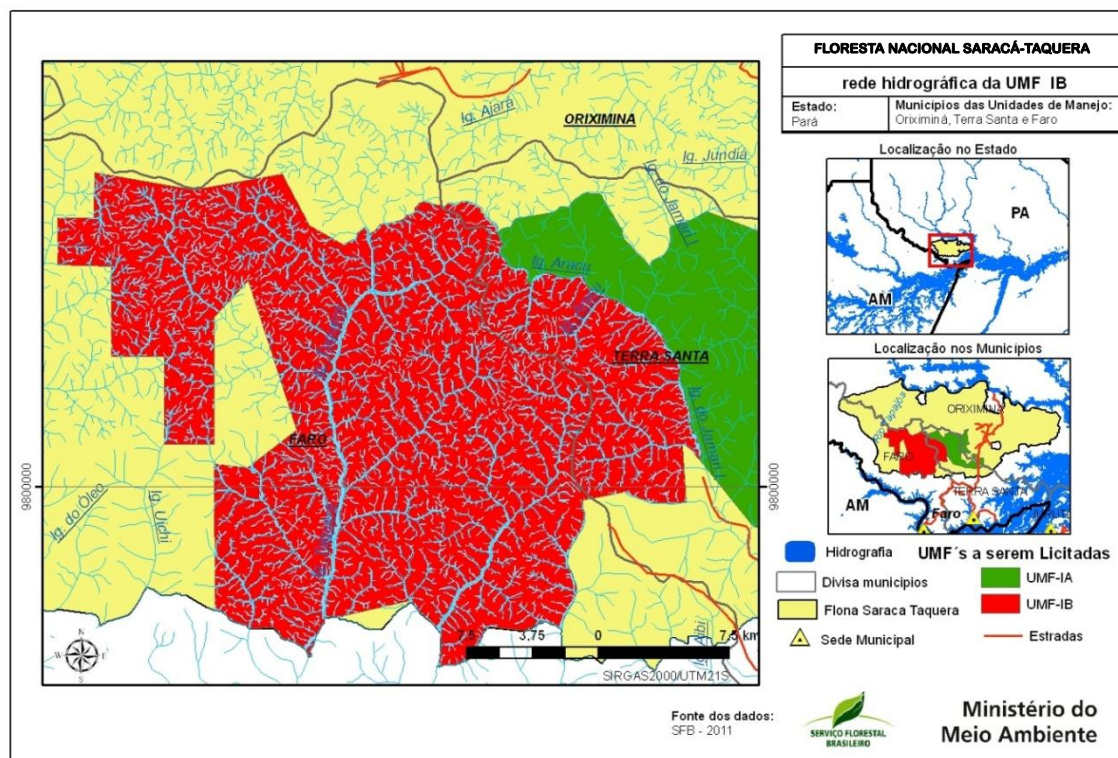 FLORESTA NACIONAL SARACÁ-TAQUERA
rede hidrográfica da UMF IB
Estado:
Pará
Municípios das Unidades de Manejo:
Oriximiná, Terra Santa e Faro
Ig. Ajará
ORIXIMINA
Ig. Jundiá
Ig. do Jamari I
Ig. Aracu
TERRA SANTA
Ig. do Jamari I
FARO
Ig. do Óleo
Ig. Uichi
9800000
9800000
7,5 3,75 0 7,5 km
SIRGAS2000/UTM21S
N
W E
S
Localização no Estado
PA
AM
Localização nos Municípios
ORIXIMINA
FARO
TERRA SANTA
AM
Faro
Hidrografia
Divisa municípios
Flona Saraca Taquera
Sede Municipal
UMF´s a serem Licitadas
UMF-IA
UMF-IB
Estradas
Fonte dos dados:
SFB - 2011
SERVIÇO FLORESTAL
BRASILEIRO
Ministério do
Meio Ambiente